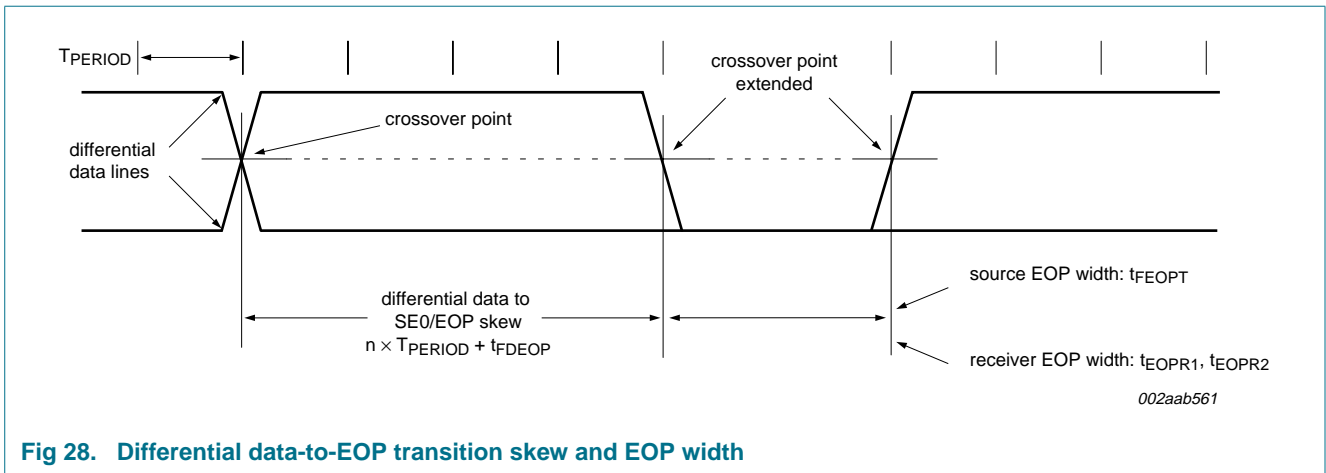 TPERIOD
crossover point
extended
crossover point
differential
data lines
differential data to
SE0/EOP skew
n × TPERIOD + tFDEOP
source EOP width: tFEOPT
receiver EOP width: tEOPR1, tEOPR2
002aab561
Fig 28. Differential data-to-EOP transition skew and EOP width